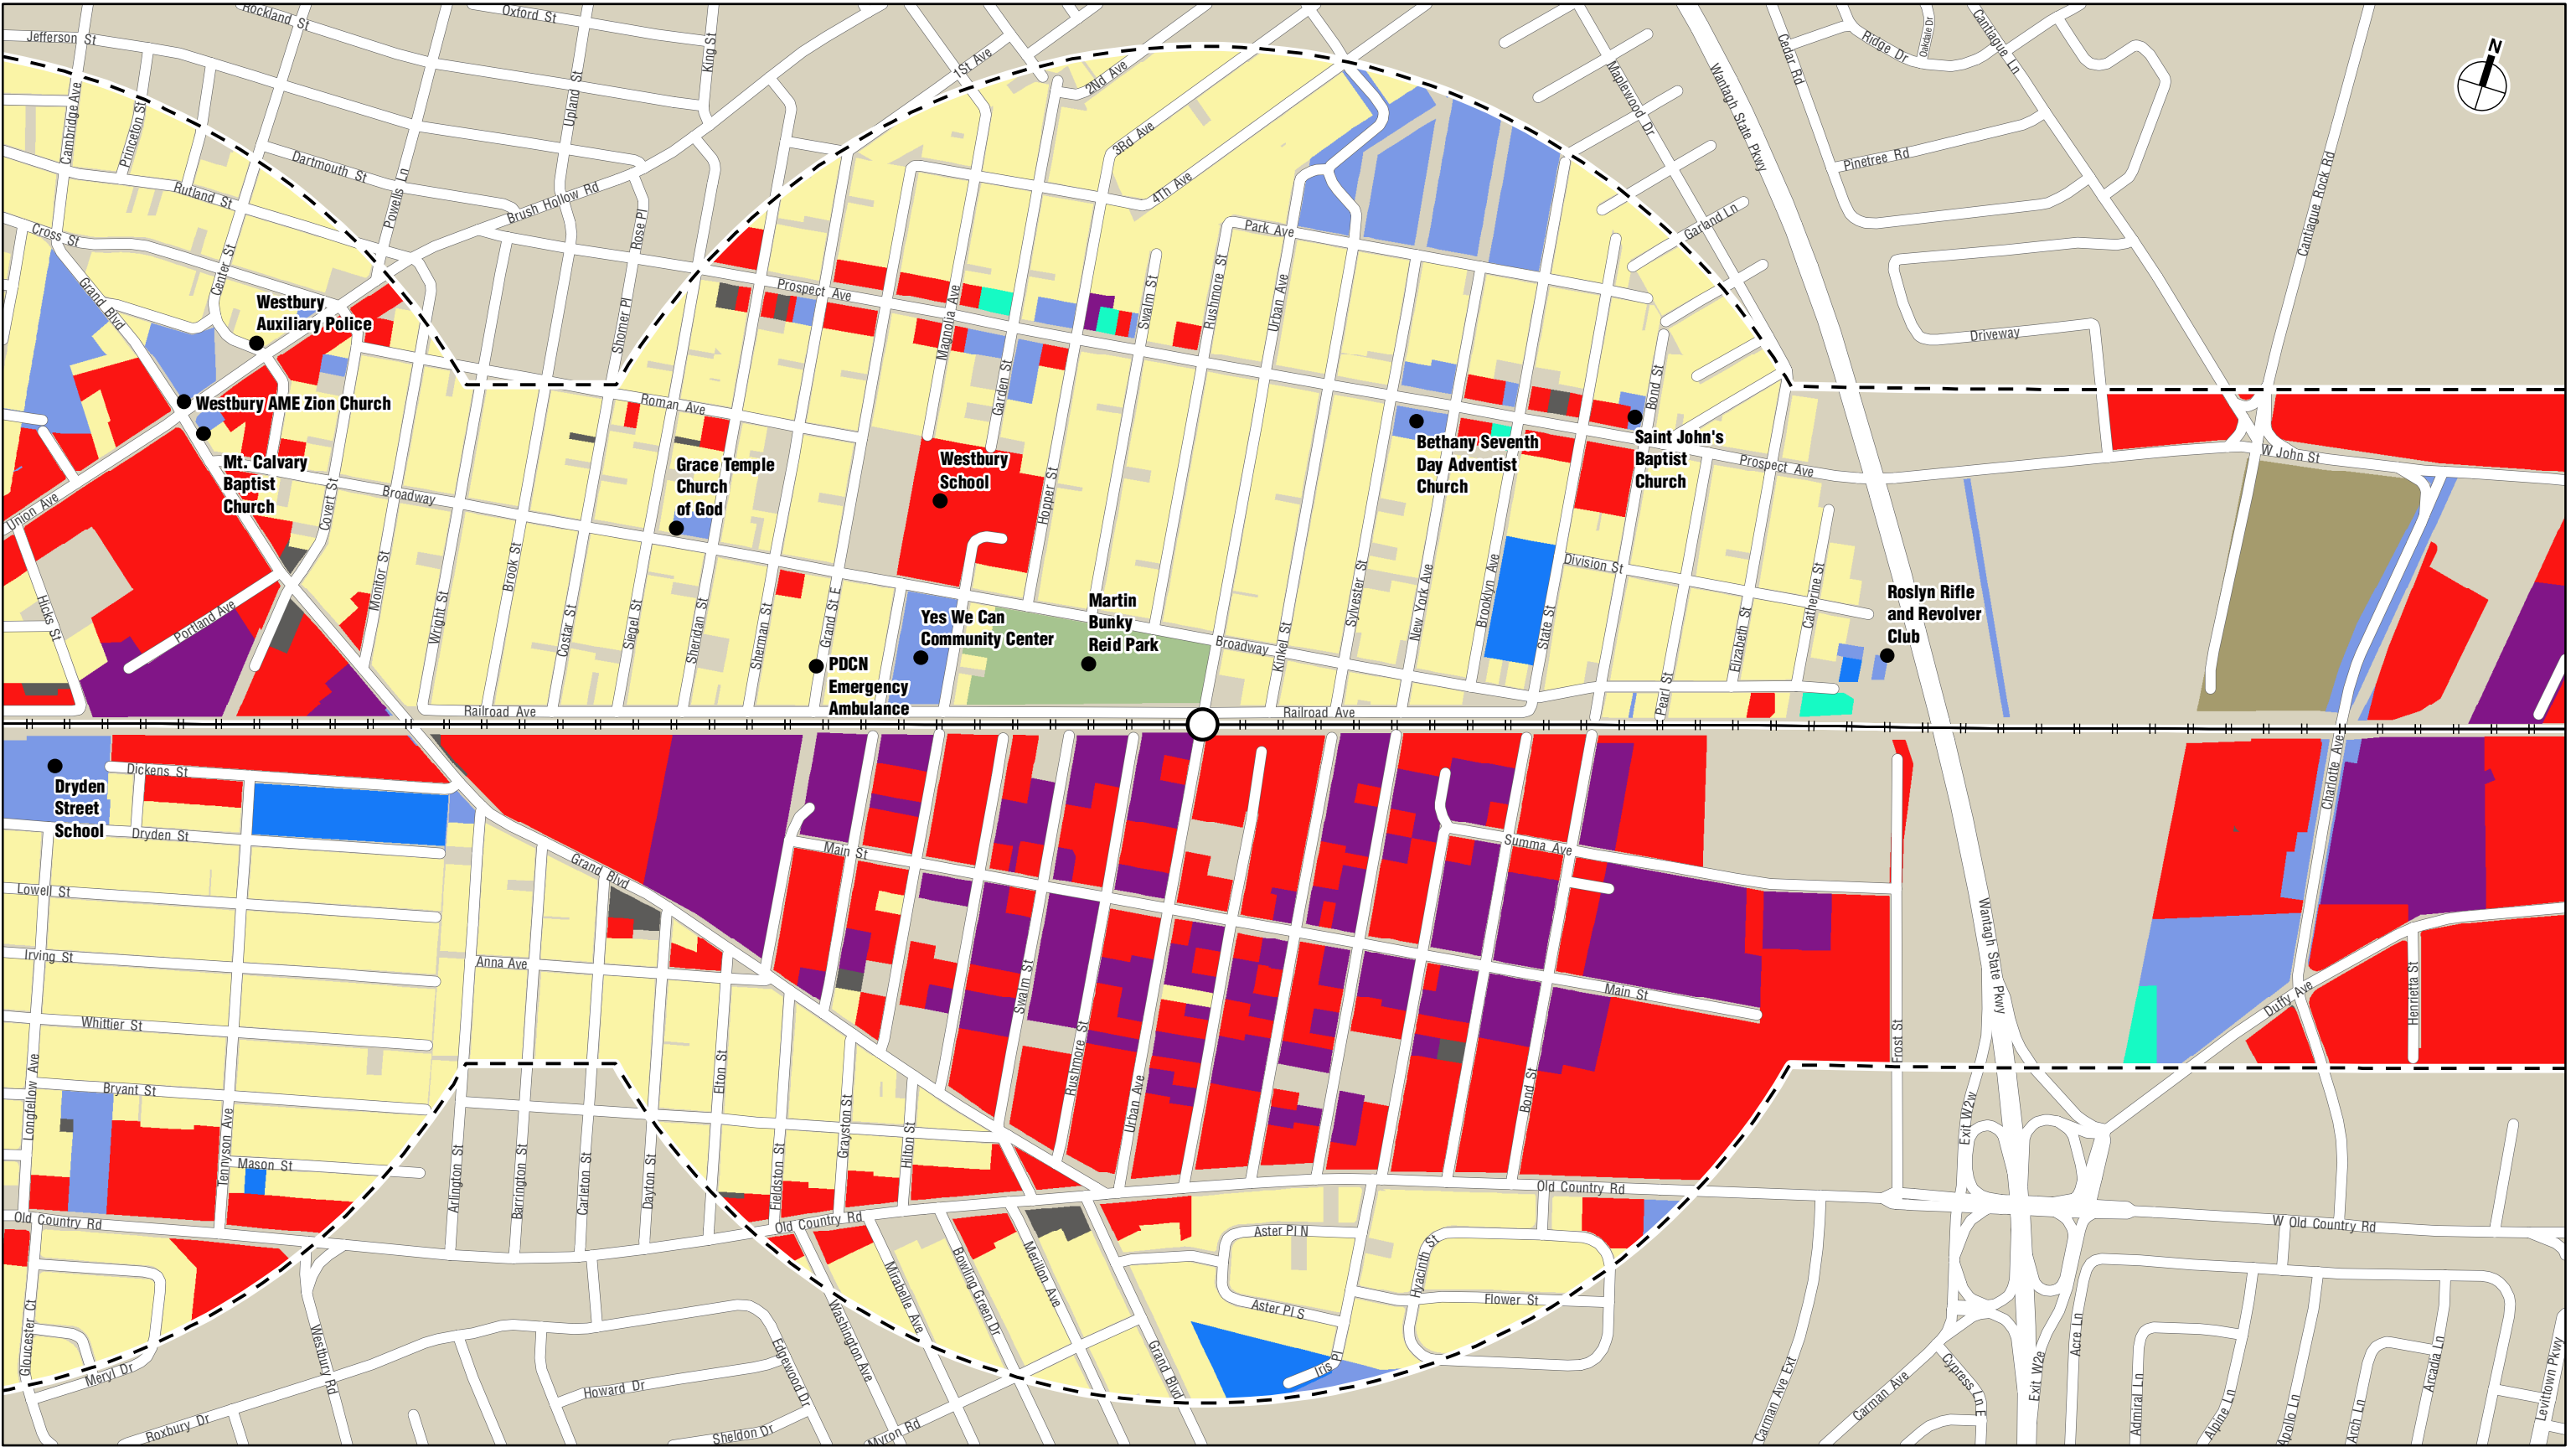 Rockland St
Oxford St
King St
1St Ave
2Nd Ave
3Rd Ave
4Th Ave
Maplewood Dr
Wantagh State Pkwy
Cedar Rd
Ridge Dr
Oakdale Dr
Cantiague Ln
Cantiague Rock Rd
N
Jefferson St
Cambridge Ave
Princeton St
Upland St
Dartmouth St
Powells Ln
Rutland St
Brush Hollow Rd
Rose Pl
Pinetree Rd
Garland Ln
Cross St
Center St
Grand Blvd
Shomer Pl
Prospect Ave
Magnolia Ave
Garden St
Swalm St
Rushmore St
Urban Ave
Park Ave
Bond St
Driveway
Westbury
Auxiliary Police
Westbury AME Zion Church
Mt. Calvary
Baptist
Church
Roman Ave
Grace Temple
Church
of God
Westbury
School
Hopper St
Bethany Seventh
Day Adventist
Church
Saint John's
Baptist
Church
Prospect Ave
W John St
Union Ave
Broadway
Covert St
Hicks St
Portland Ave
Monitor St
Wright St
Brook St
Costar St
Siegel St
Sheridan St
Sherman St
Grand St E
Yes We Can
Community Center
PDCN
Emergency
Ambulance
Martin
Bunky
Reid Park
Broadway
Kinkel St
Sylvester St
New York Ave
Brooklyn Ave
State St
Division St
Pearl St
Elizabeth St
Catherine St
Roslyn Rifle
and Revolver
Club
Railroad Ave
Railroad Ave
Dryden
Street
School
Dickens St
Dryden St
Lowell St
Irving St
Whittier St
Bryant St
Mason St
Longfellow Ave
Tennyson Ave
Grand Blvd
Anna Ave
Main St
Summa Ave
Main St
Swalm St
Rushmore St
Urban Ave
Bond St
Frost St
Wantagh State Pkwy
Charlotte Ave
Duffy Ave
Henrietta St
Exit W2w
Elton St
Grayston St
Hilton St
Fieldston St
Arlington St
Barrington St
Carleton St
Dayton St
Old Country Rd
Old Country Rd
Old Country Rd
W Old Country Rd
Gloucester Ct
Meryl Dr
Westbury Rd
Roxbury Dr
Howard Dr
Sheldon Dr
Edgewood Dr
Washington Ave
Mirabelle Ave
Bowling Green Dr
Merillon Ave
Myron Rd
Grand Blvd
Aster Pl N
Aster Pl S
Iris Pl
Hyacinth St
Flower St
Carman Ave Ext
Carman Ave
Cypress Ln E
Exit W2e
Acre Ln
Admiral Ln
Alpine Ln
Apollo Ln
Arch Ln
Arcadia Ln
Levittown Pkwy